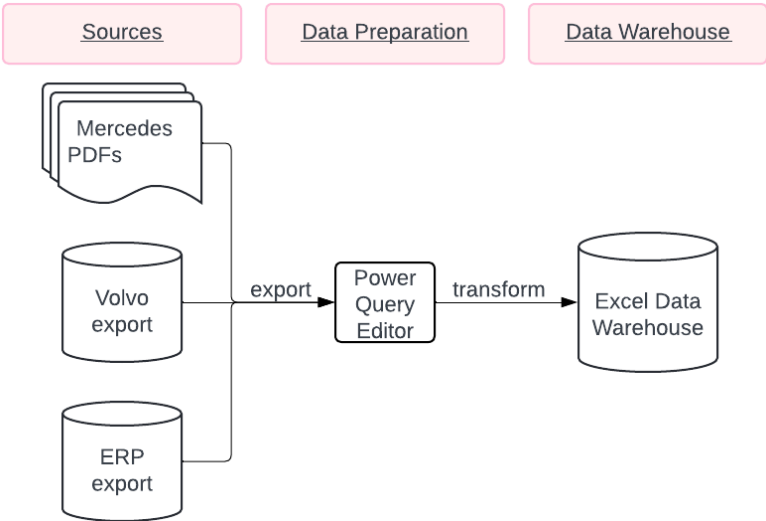 Sources
Data Preparation
Data Warehouse
Mercedes
PDFs
Volvo
export
ERP
export
export
Power
Query
Editor
transform
Excel Data
Warehouse